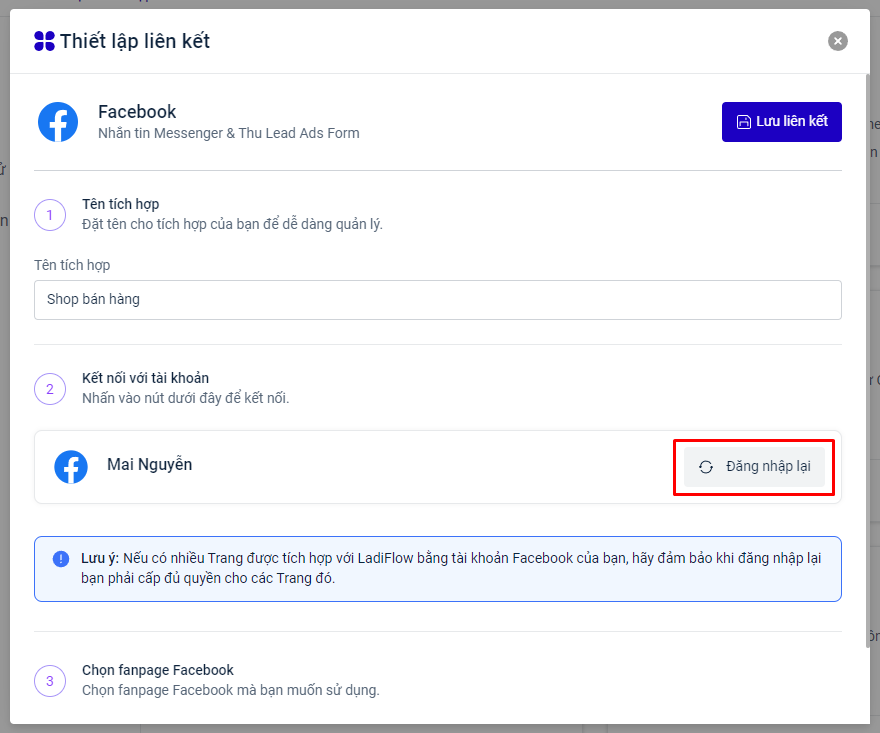 Thiết lập liên kết
Facebook
Nhắn tin Messenger & Thu Lead Ads Form
Lưu liên kết
1
Tên tích hợp
Đặt tên cho tích hợp của bạn để dễ dàng quản lý.
Tên tích hợp
Shop bán hàng
2
Kết nối với tài khoản
Nhấn vào nút dưới đây để kết nối.
Mai Nguyễn
Đăng nhập lại
Lưu ý: Nếu có nhiều Trang được tích hợp với LadiFlow bằng tài khoản Facebook của bạn, hãy đảm bảo khi đăng nhập lại
bạn phải cấp đủ quyền cho các Trang đó.
3
Chọn fanpage Facebook
Chọn fanpage Facebook mà bạn muốn sử dụng.